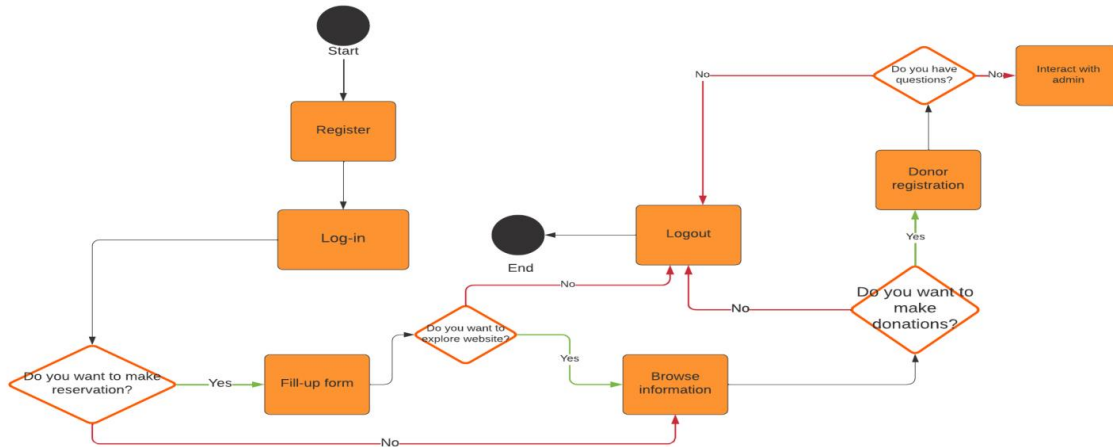 Start
Register
Log-in
Do you want to make
reservation?
Yes
Fill-up form
No
Do you want to
explore website?
No
Yes
Browse
information
Do you want to
make
donations?
No
Yes
Donor
registration
Do you have
questions?
No
No
Interact with
admin
Logout
End